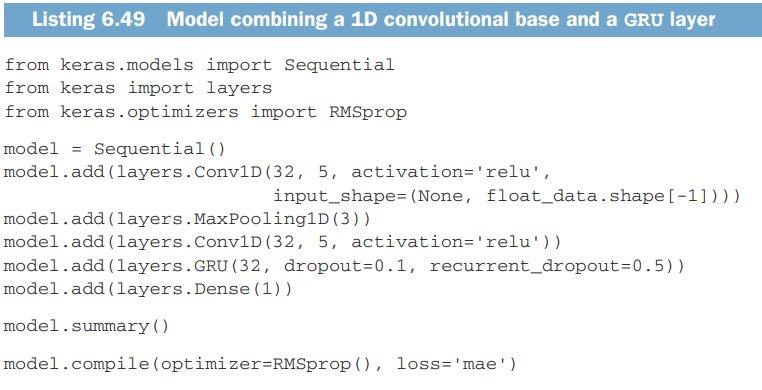 Listing 6.49 Model combining a 1D convolutional base and a GRU layer
from keras.models import Sequential
from keras import layers
from keras.optimizers import RMSprop
model = Sequential()
model.add(layers.Conv1D(32, 5, activation='relu',
                        input_shape=(None, float_data.shape[-1])))
model.add(layers.MaxPooling1D(3))
model.add(layers.Conv1D(32, 5, activation='relu'))
model.add(layers.GRU(32, dropout=0.1, recurrent_dropout=0.5))
model.add(layers.Dense(1))
model.summary()
model.compile(optimizer=RMSprop(), loss='mae')